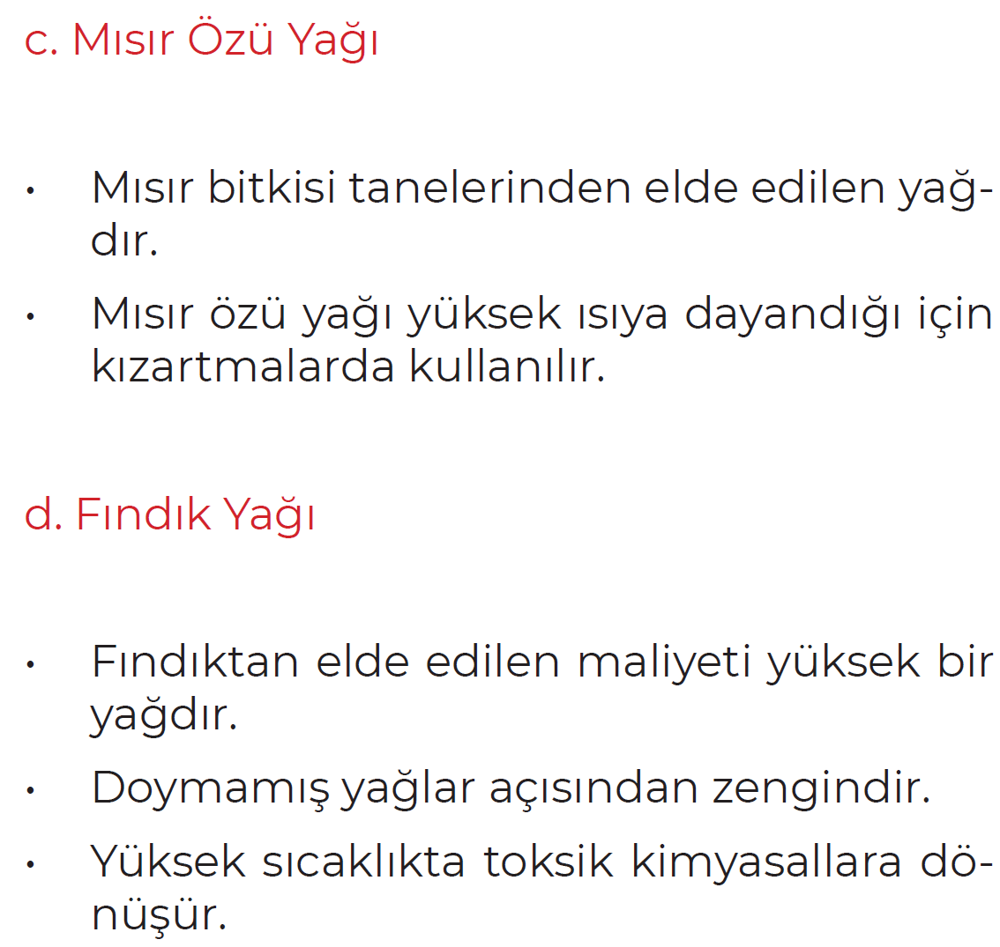 c. Mısır Özü Yağı
• Mısır bitkisi tanelerinden elde edilen yağ-
dır.
• Mısır özü yağı yüksek ısıya dayandığı için
kızartmalarda kullanılır.
d. Fındık Yağı
• Fındıktan elde edilen maliyeti yüksek bir
yağdır.
• Doymamış yağlar açısından zengindir.
• Yüksek sıcaklıkta toksik kimyasallara dö-
nüşür.